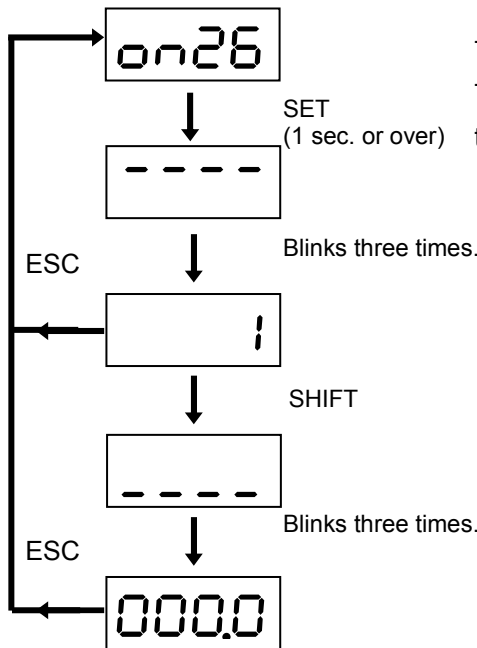 on26
SET
(1 sec. or over)
- - - -
Blinks three times.
ESC
1
SHIFT
_ _ _ _
Blinks three times.
ESC
000.0